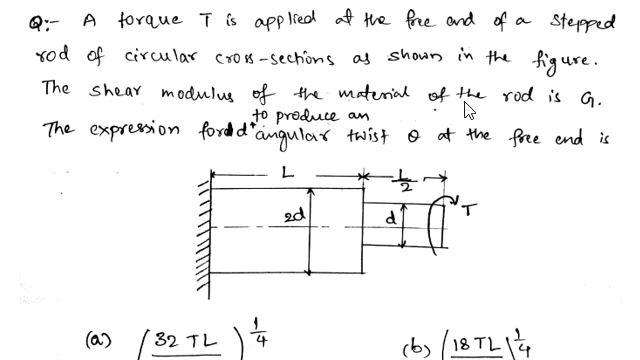 Q:- A torque T is applied at the free end of a stepped
rod of circular cross-sections as shown in the figure.
The shear modulus of the material of the rod is G.
to produce an
The expression for d angular twist θ at the free end is
L
L/2
2d
d
T
(a) (32 TL)^1/4
(b) (18 TL)^1/4